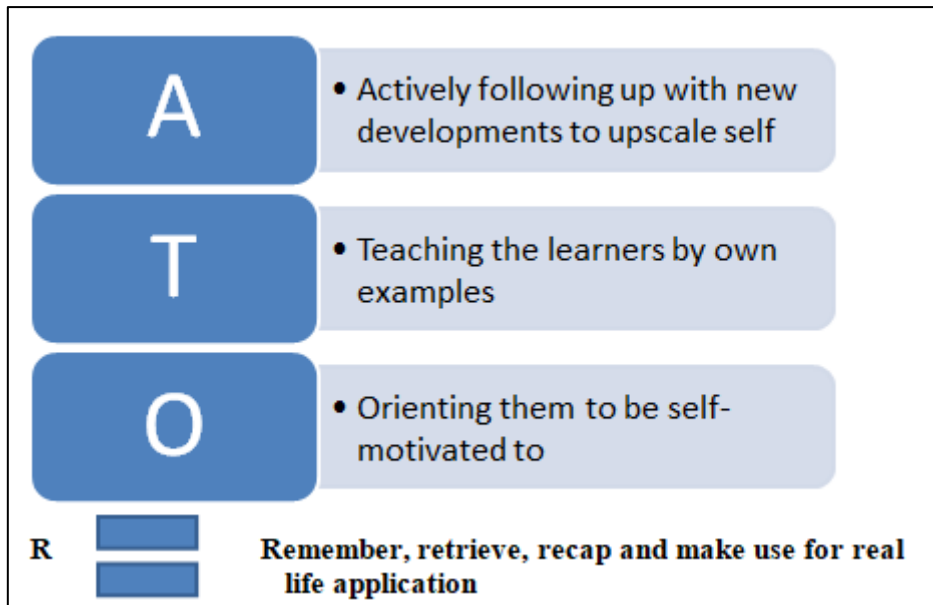 A
• Actively following up with new
developments to upscale self
T
• Teaching the learners by own
examples
O
• Orienting them to be self-
motivated to
R Remember, retrieve, recap and make use for real
life application